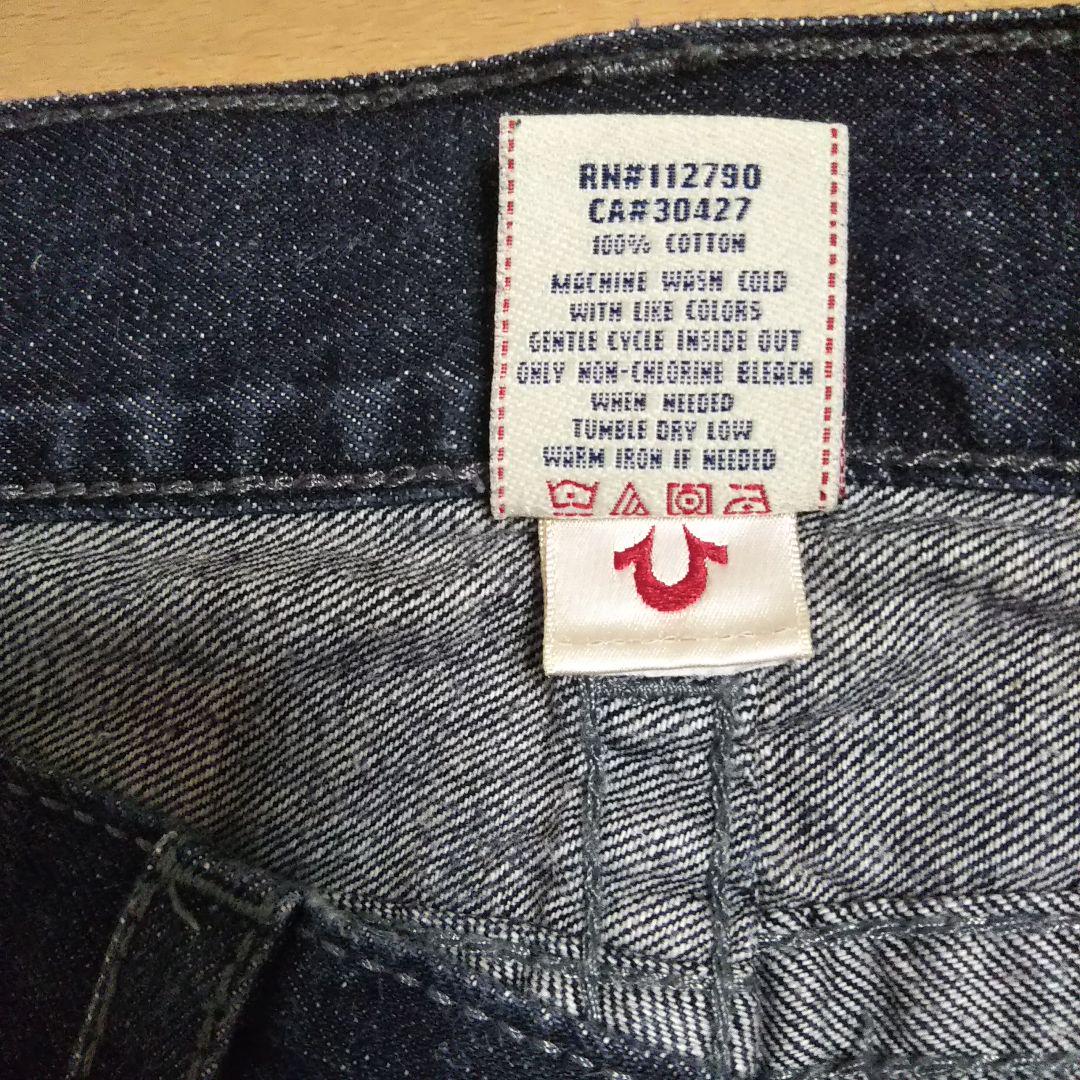 RN#112790
CA#30427
100% COTTON
MACHINE WASH COLD
WITH LIKE COLORS
GENTLE CYCLE INSIDE OUT
ONLY NON-CHLORINE BLEACH
WHEN NEEDED
TUMBLE DRY LOW
WARM IRON IF NEEDED